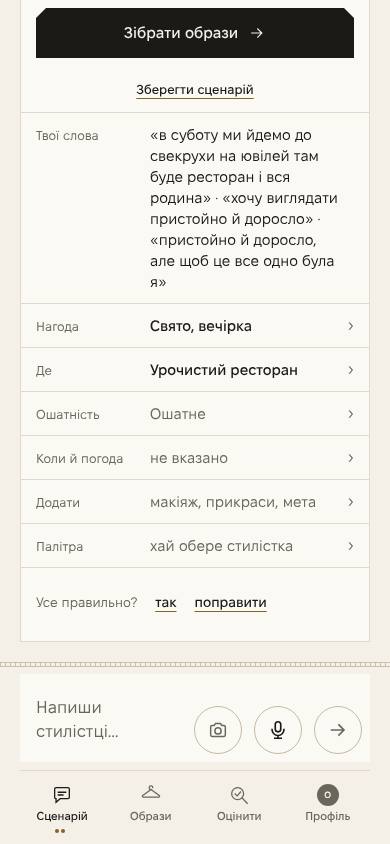 Зібрати образи →
Зберегти сценарій
Твої слова
«в суботу ми йдемо до
свекрухи на ювілей там
буде ресторан і вся
родина» · «хочу виглядати
пристойно й доросло» ·
«пристойно й доросло,
але щоб це все одно була
я»
Нагода Свято, вечірка
Де Урочистий ресторан
Ошатність Ошатне
Коли й погода не вказано
Додати макіяж, прикраси, мета
Палітра хай обере стилістка
Усе правильно? так поправити
Напиши
стилістці...
Сценарій Образи Оцінити Профіль